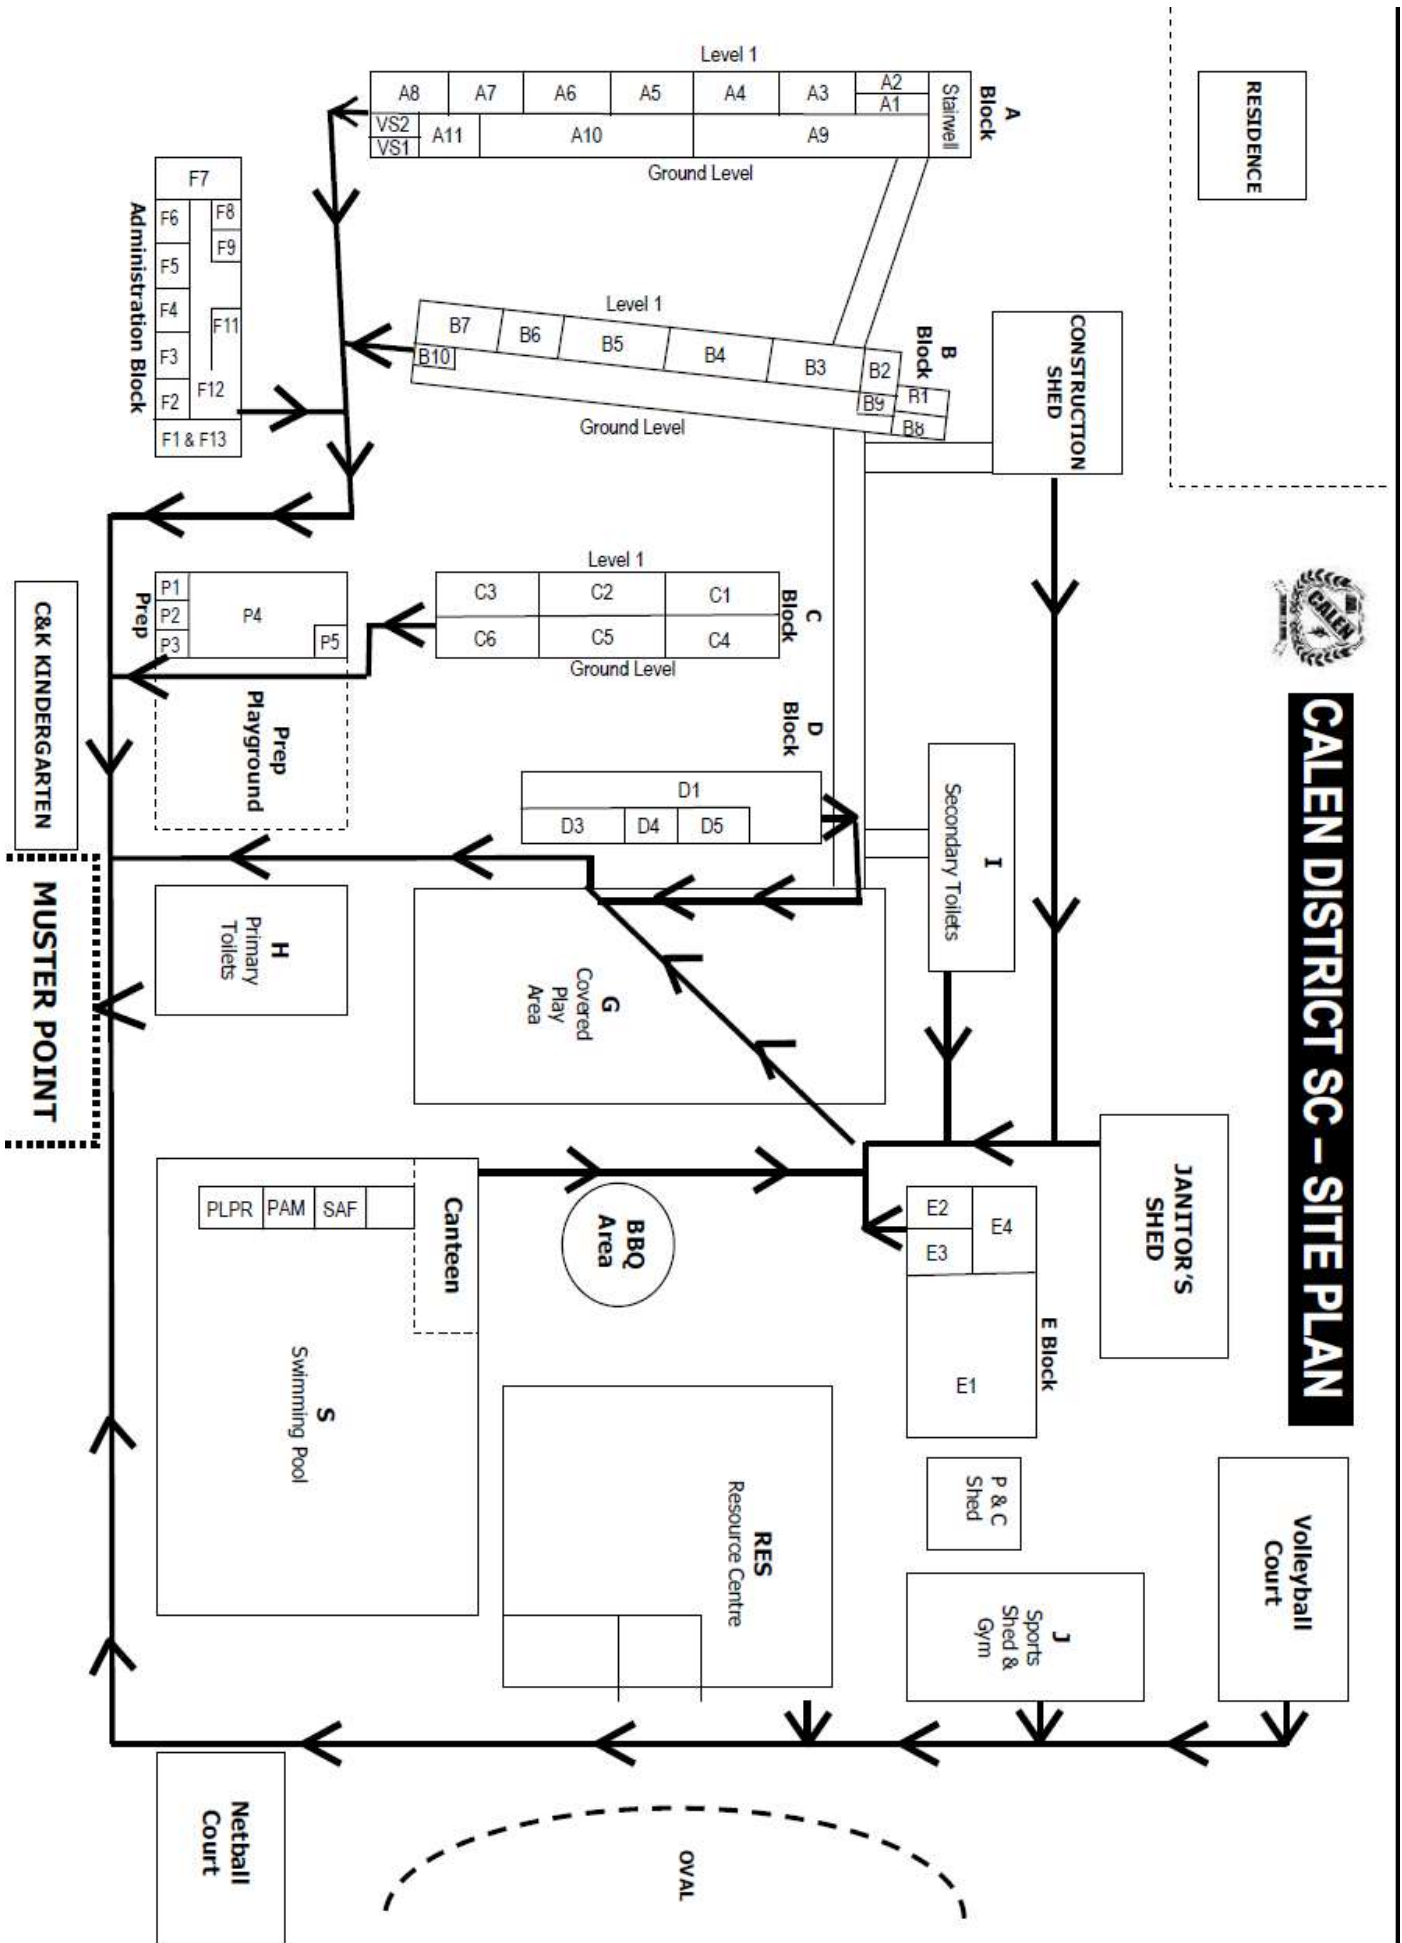 CALEN DISTRICT SC – SITE PLAN
CALEN
RESIDENCE
Level 1
A
Block
A8
A7
A6
A5
A4
A3
A2
A1
Stairwell
VS2
VS1
A11
A10
A9
Ground Level
F7
F6
F8
F9
F5
F4
F11
F3
F12
F2
F1 & F13
Administration Block
Level 1
B
Block
B7
B6
B5
B4
B3
B2
B10
B9
B8
Ground Level
CONSTRUCTION
SHED
Level 1
C
Block
C3
C2
C1
C6
C5
C4
Ground Level
P1
P2
P3
P4
P5
Prep
Prep
Playground
C&K KINDERGARTEN
D
Block
D1
D3
D4
D5
I
Secondary Toilets
MUSTER POINT
H
Primary
Toilets
G
Covered
Play
Area
JANITOR'S
SHED
PLPR
PAM
SAF
Canteen
BBQ
Area
E2
E3
E4
E1
E Block
S
Swimming Pool
RES
Resource Centre
P & C
Shed
J
Sports
Shed &
Gym
Volleyball
Court
Netball
Court
OVAL